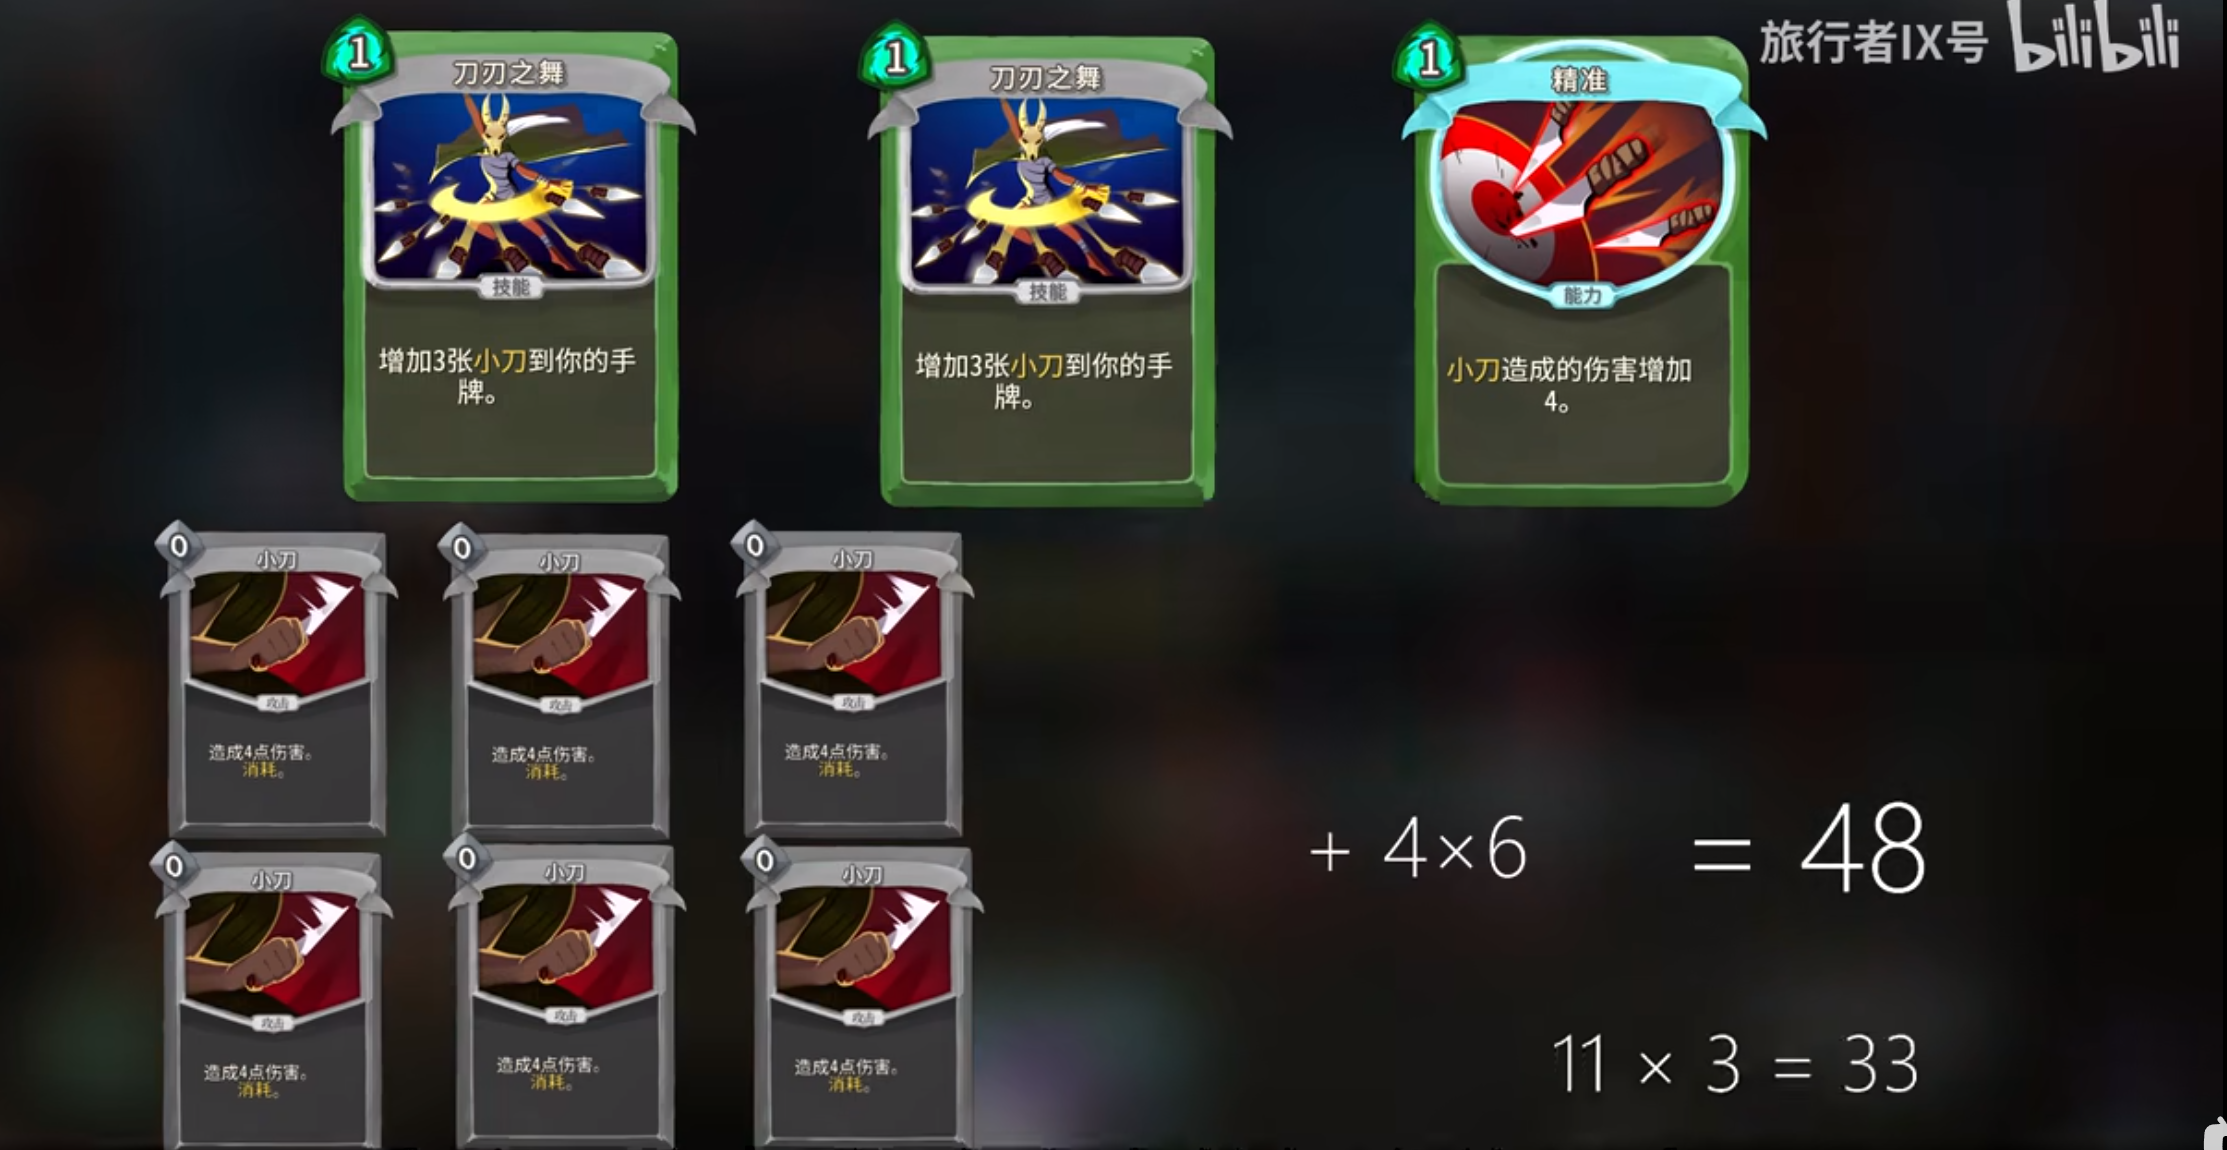 旅行者IX号 bilibili
1
刀刃之舞
技能
增加3张小刀到你的手
牌。
1
刀刃之舞
技能
增加3张小刀到你的手
牌。
1
精准
能力
小刀造成的伤害增加
4。
0
小刀
攻击
造成4点伤害。
消耗。
0
小刀
攻击
造成4点伤害。
消耗。
0
小刀
攻击
造成4点伤害。
消耗。
0
小刀
攻击
造成4点伤害。
消耗。
0
小刀
攻击
造成4点伤害。
消耗。
0
小刀
攻击
造成4点伤害。
消耗。
+ 4×6 = 48
11 × 3 = 33